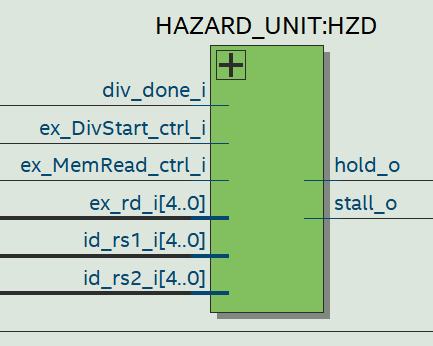 HAZARD_UNIT:HZD
div_done_i
ex_DivStart_ctrl_i
ex_MemRead_ctrl_i
hold_o
ex_rd_i[4..0]
stall_o
id_rs1_i[4..0]
id_rs2_i[4..0]